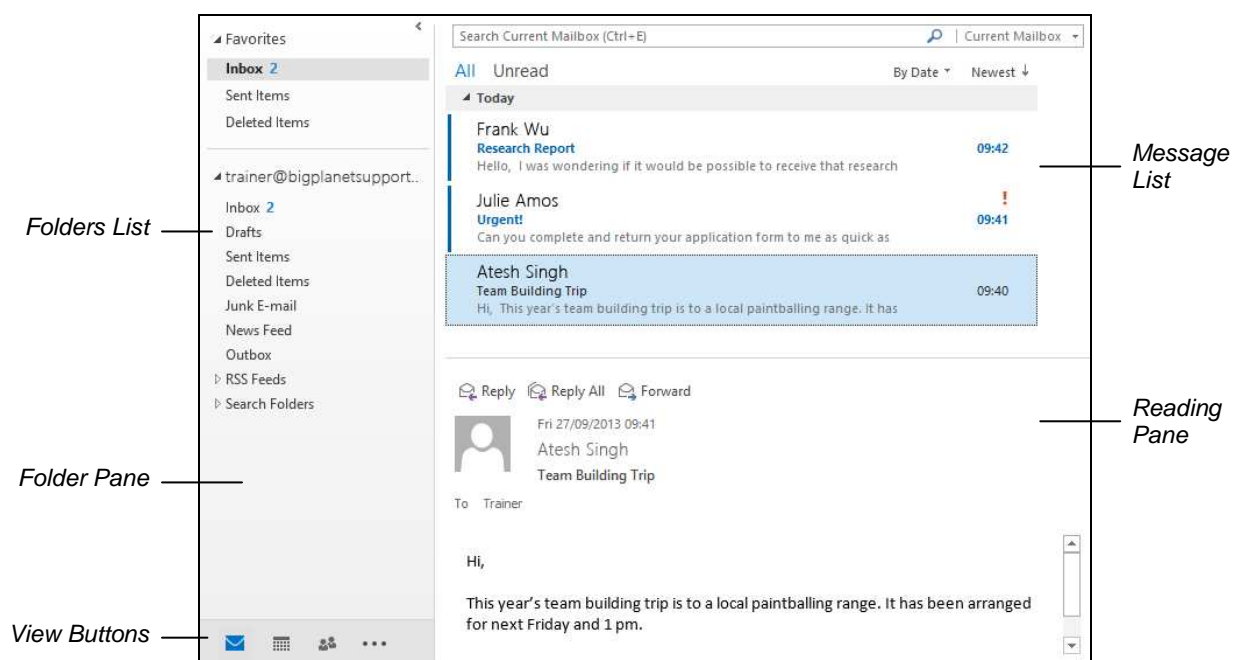 Favorites
Inbox 2
Sent Items
Deleted Items
trainer@bigplanetsupport..
Inbox 2
Drafts
Sent Items
Deleted Items
Junk E-mail
News Feed
Outbox
RSS Feeds
Search Folders
Folders List
Folder Pane
View Buttons
Search Current Mailbox (Ctrl+E)
Current Mailbox
All Unread
By Date Newest ↓
Today
Frank Wu
Research Report 09:42
Hello, I was wondering if it would be possible to receive that research
Julie Amos !
Urgent! 09:41
Can you complete and return your application form to me as quick as
Atesh Singh
Team Building Trip 09:40
Hi, This year's team building trip is to a local paintballing range. It has
Message
List
Reply Reply All Forward
Fri 27/09/2013 09:41
Atesh Singh
Team Building Trip
To Trainer
Hi,
This year's team building trip is to a local paintballing range. It has been arranged
for next Friday and 1 pm.
Reading
Pane